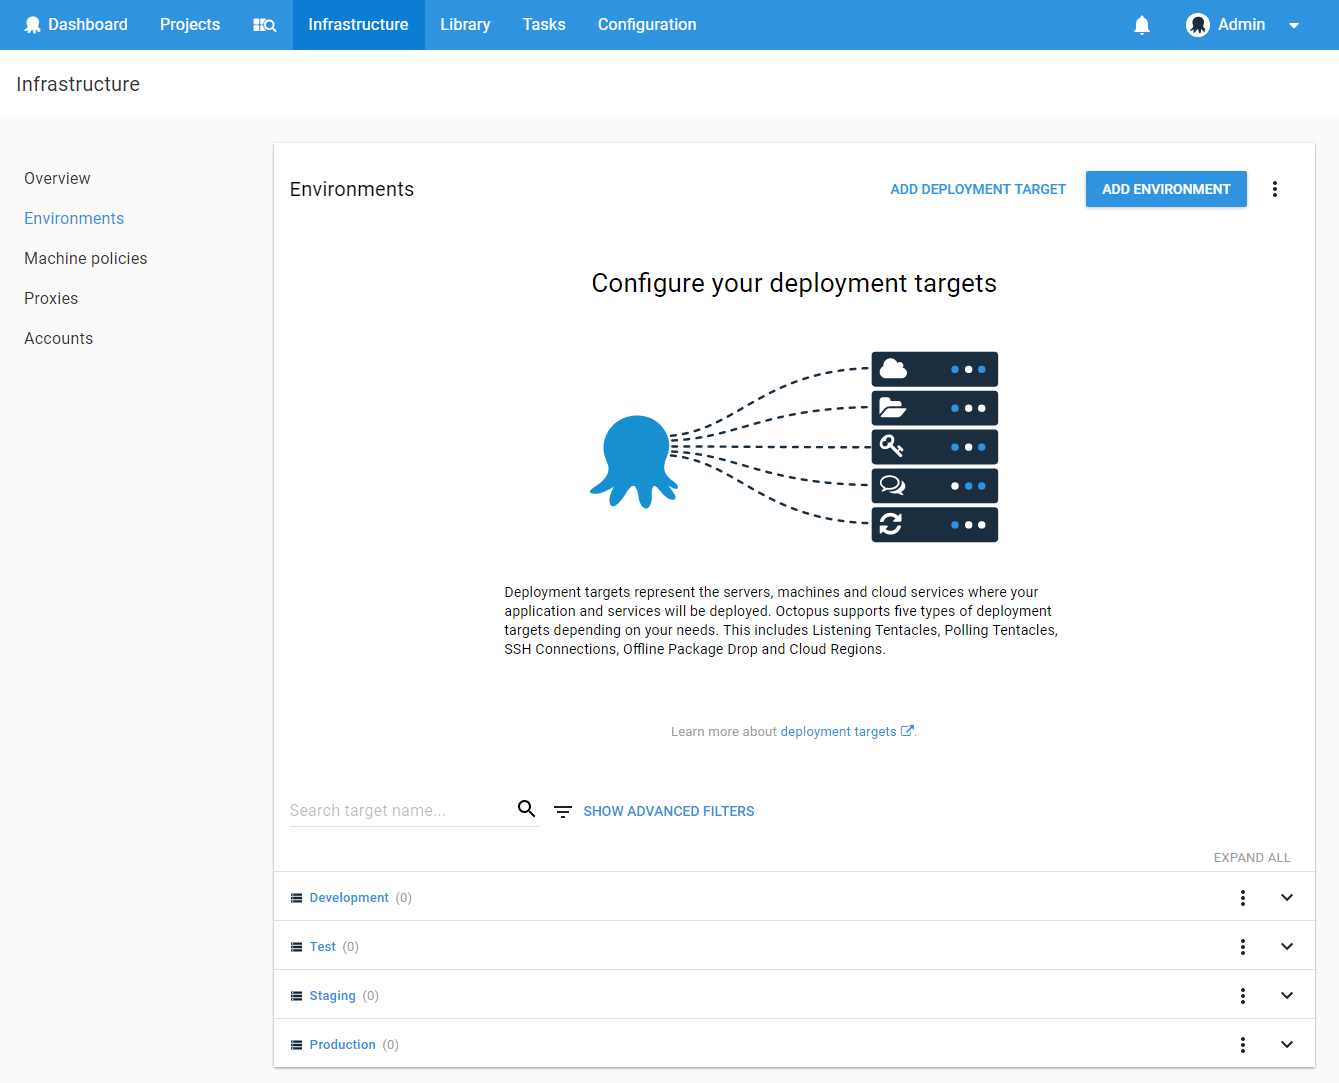 Dashboard Projects Infrastructure Library Tasks Configuration Admin
Infrastructure
Overview
Environments
Machine policies
Proxies
Accounts
Environments ADD DEPLOYMENT TARGET ADD ENVIRONMENT
Configure your deployment targets
Deployment targets represent the servers, machines and cloud services where your
application and services will be deployed. Octopus supports five types of deployment
targets depending on your needs. This includes Listening Tentacles, Polling Tentacles,
SSH Connections, Offline Package Drop and Cloud Regions.
Learn more about deployment targets.
Search target name... SHOW ADVANCED FILTERS
EXPAND ALL
Development (0)
Test (0)
Staging (0)
Production (0)